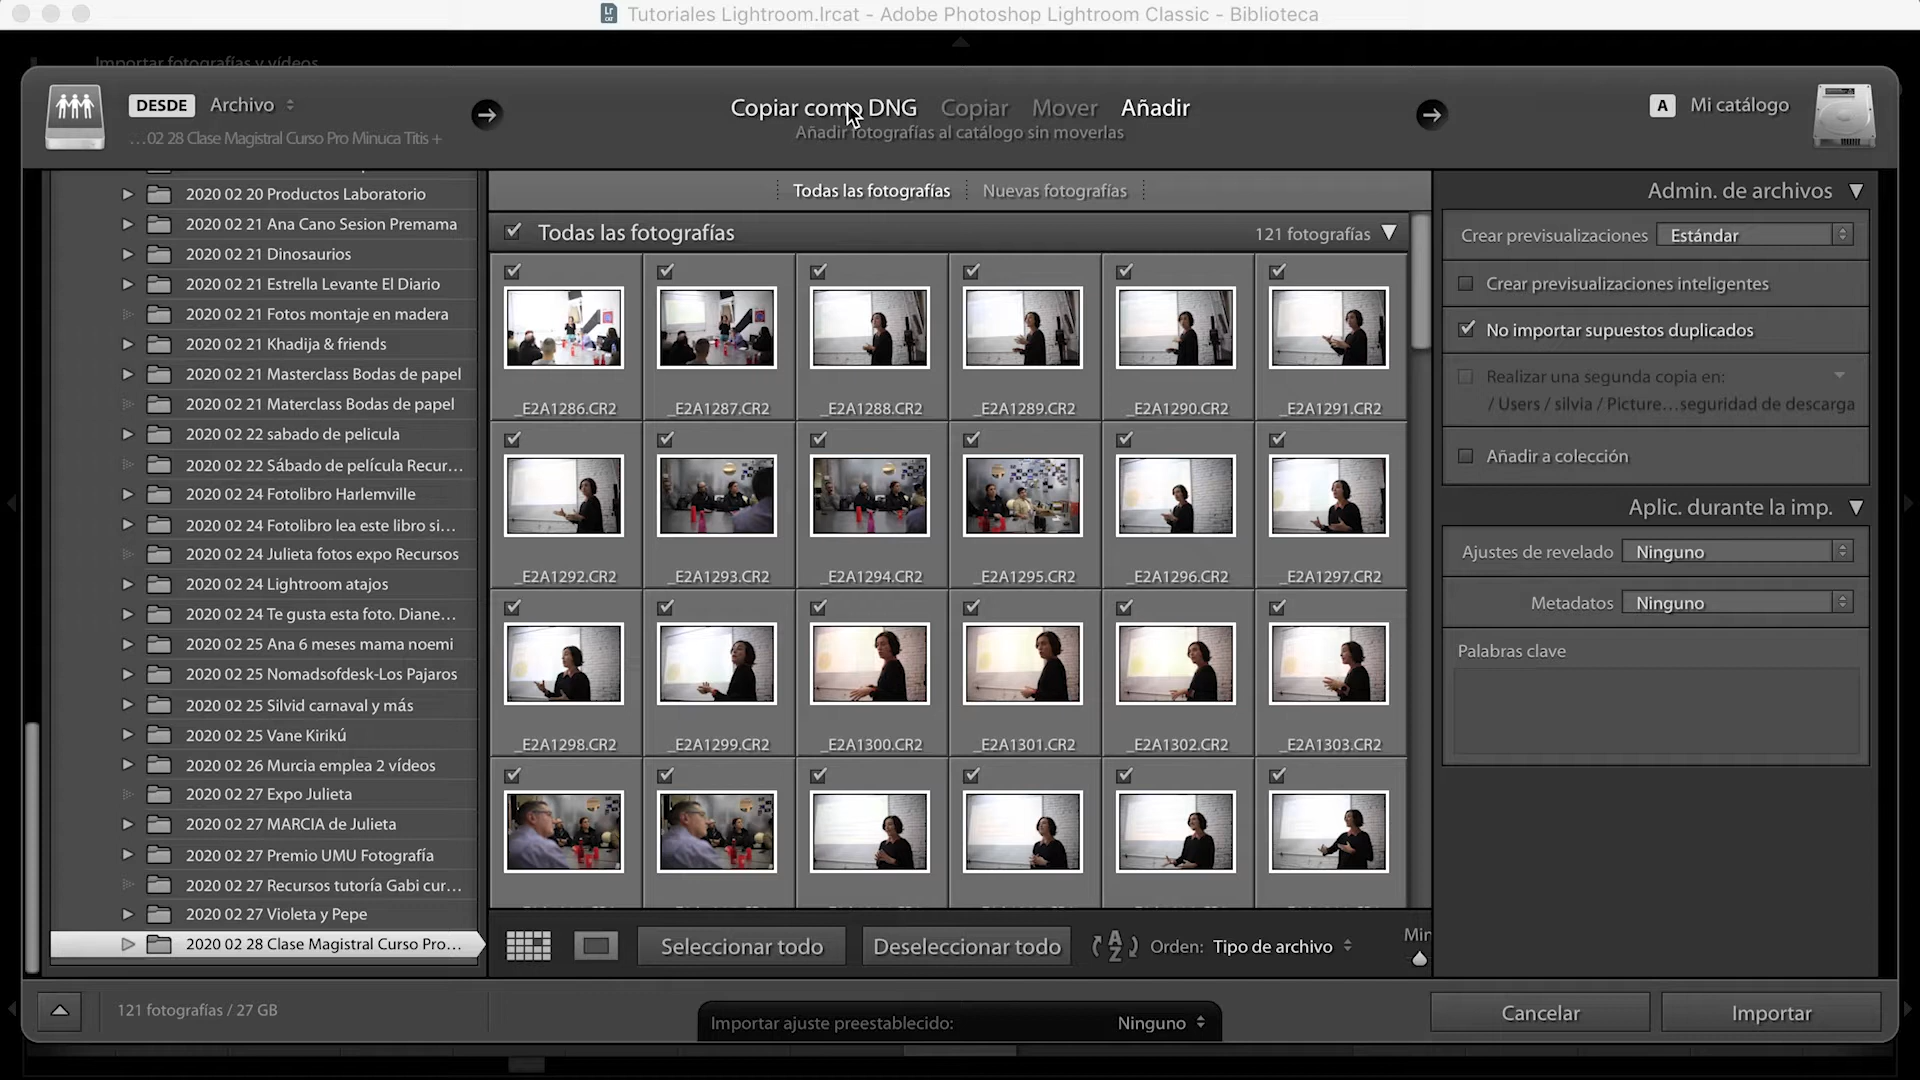 Tutoriales Lightroom.lrcat - Adobe Photoshop Lightroom Classic - Biblioteca
Importar fotografías y vídeos
DESDE Archivo
...02 28 Clase Magistral Curso Pro Minuca Titis +
Copiar como DNG Copiar Mover Añadir
Añadir fotografías al catálogo sin moverlas
A Mi catálogo
2020 02 20 Productos Laboratorio
2020 02 21 Ana Cano Sesion Premama
2020 02 21 Dinosaurios
2020 02 21 Estrella Levante El Diario
2020 02 21 Fotos montaje en madera
2020 02 21 Khadija & friends
2020 02 21 Masterclass Bodas de papel
2020 02 21 Materclass Bodas de papel
2020 02 22 sabado de pelicula
2020 02 22 Sábado de película Recur...
2020 02 24 Fotolibro Harlemville
2020 02 24 Fotolibro lea este libro si...
2020 02 24 Julieta fotos expo Recursos
2020 02 24 Lightroom atajos
2020 02 24 Te gusta esta foto. Diane...
2020 02 25 Ana 6 meses mama noemi
2020 02 25 Nomadsofdesk-Los Pajaros
2020 02 25 Silvid carnaval y más
2020 02 25 Vane Kirikú
2020 02 26 Murcia emplea 2 vídeos
2020 02 27 Expo Julieta
2020 02 27 MARCIA de Julieta
2020 02 27 Premio UMU Fotografía
2020 02 27 Recursos tutoría Gabi cur...
2020 02 27 Violeta y Pepe
2020 02 28 Clase Magistral Curso Pro...
Todas las fotografías Nuevas fotografías
Todas las fotografías 121 fotografías
_E2A1286.CR2 _E2A1287.CR2 _E2A1288.CR2 _E2A1289.CR2 _E2A1290.CR2 _E2A1291.CR2
_E2A1292.CR2 _E2A1293.CR2 _E2A1294.CR2 _E2A1295.CR2 _E2A1296.CR2 _E2A1297.CR2
_E2A1298.CR2 _E2A1299.CR2 _E2A1300.CR2 _E2A1301.CR2 _E2A1302.CR2 _E2A1303.CR2
Seleccionar todo Deseleccionar todo Orden: Tipo de archivo Min
Admin. de archivos
Crear previsualizaciones Estándar
Crear previsualizaciones inteligentes
No importar supuestos duplicados
Realizar una segunda copia en:
/ Users / silvia / Picture...seguridad de descarga
Añadir a colección
Aplic. durante la imp.
Ajustes de revelado Ninguno
Metadatos Ninguno
Palabras clave
121 fotografías / 27 GB
Importar ajuste preestablecido: Ninguno
Cancelar Importar